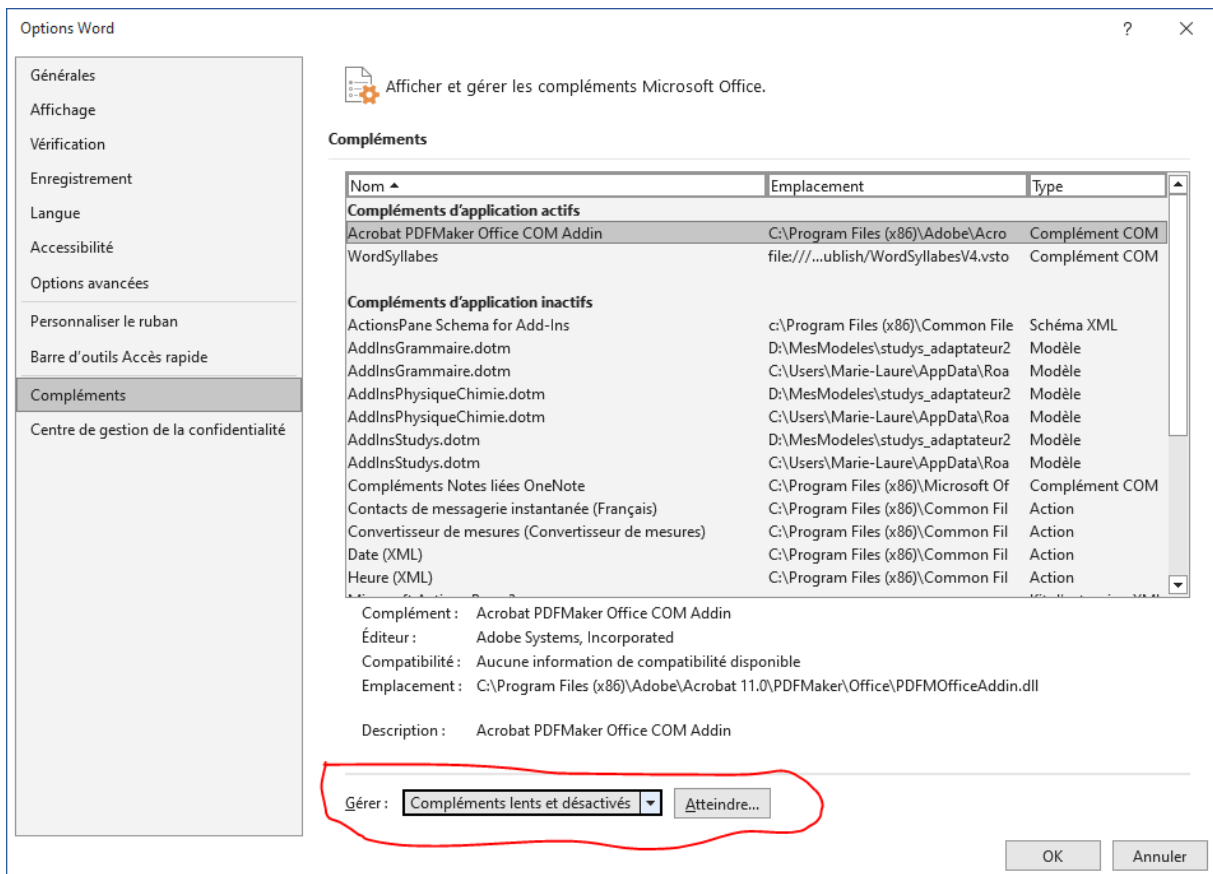 Options Word
Générales
Affichage
Vérification
Enregistrement
Langue
Accessibilité
Options avancées
Personnaliser le ruban
Barre d'outils Accès rapide
Compléments
Centre de gestion de la confidentialité
Afficher et gérer les compléments Microsoft Office.
Compléments
Nom Emplacement Type
Compléments d'application actifs
Acrobat PDFMaker Office COM Addin C:\Program Files (x86)\Adobe\Acro Complément COM
WordSyllabes file:///...ublish/WordSyllabesV4.vsto Complément COM
Compléments d'application inactifs
ActionsPane Schema for Add-Ins c:\Program Files (x86)\Common File Schéma XML
AddInsGrammaire.dotm D:\MesModeles\studys_adaptateur2 Modèle
AddInsGrammaire.dotm C:\Users\Marie-Laure\AppData\Roa Modèle
AddInsPhysiqueChimie.dotm D:\MesModeles\studys_adaptateur2 Modèle
AddInsPhysiqueChimie.dotm C:\Users\Marie-Laure\AppData\Roa Modèle
AddInsStudys.dotm D:\MesModeles\studys_adaptateur2 Modèle
AddInsStudys.dotm C:\Users\Marie-Laure\AppData\Roa Modèle
Compléments Notes liées OneNote C:\Program Files (x86)\Microsoft Of Complément COM
Contacts de messagerie instantanée (Français) C:\Program Files (x86)\Common Fil Action
Convertisseur de mesures (Convertisseur de mesures) C:\Program Files (x86)\Common Fil Action
Date (XML) C:\Program Files (x86)\Common Fil Action
Heure (XML) C:\Program Files (x86)\Common Fil Action
Complément : Acrobat PDFMaker Office COM Addin
Éditeur : Adobe Systems, Incorporated
Compatibilité : Aucune information de compatibilité disponible
Emplacement : C:\Program Files (x86)\Adobe\Acrobat 11.0\PDFMaker\Office\PDFMOfficeAddin.dll
Description : Acrobat PDFMaker Office COM Addin
Gérer : Compléments lents et désactivés Atteindre...
OK Annuler